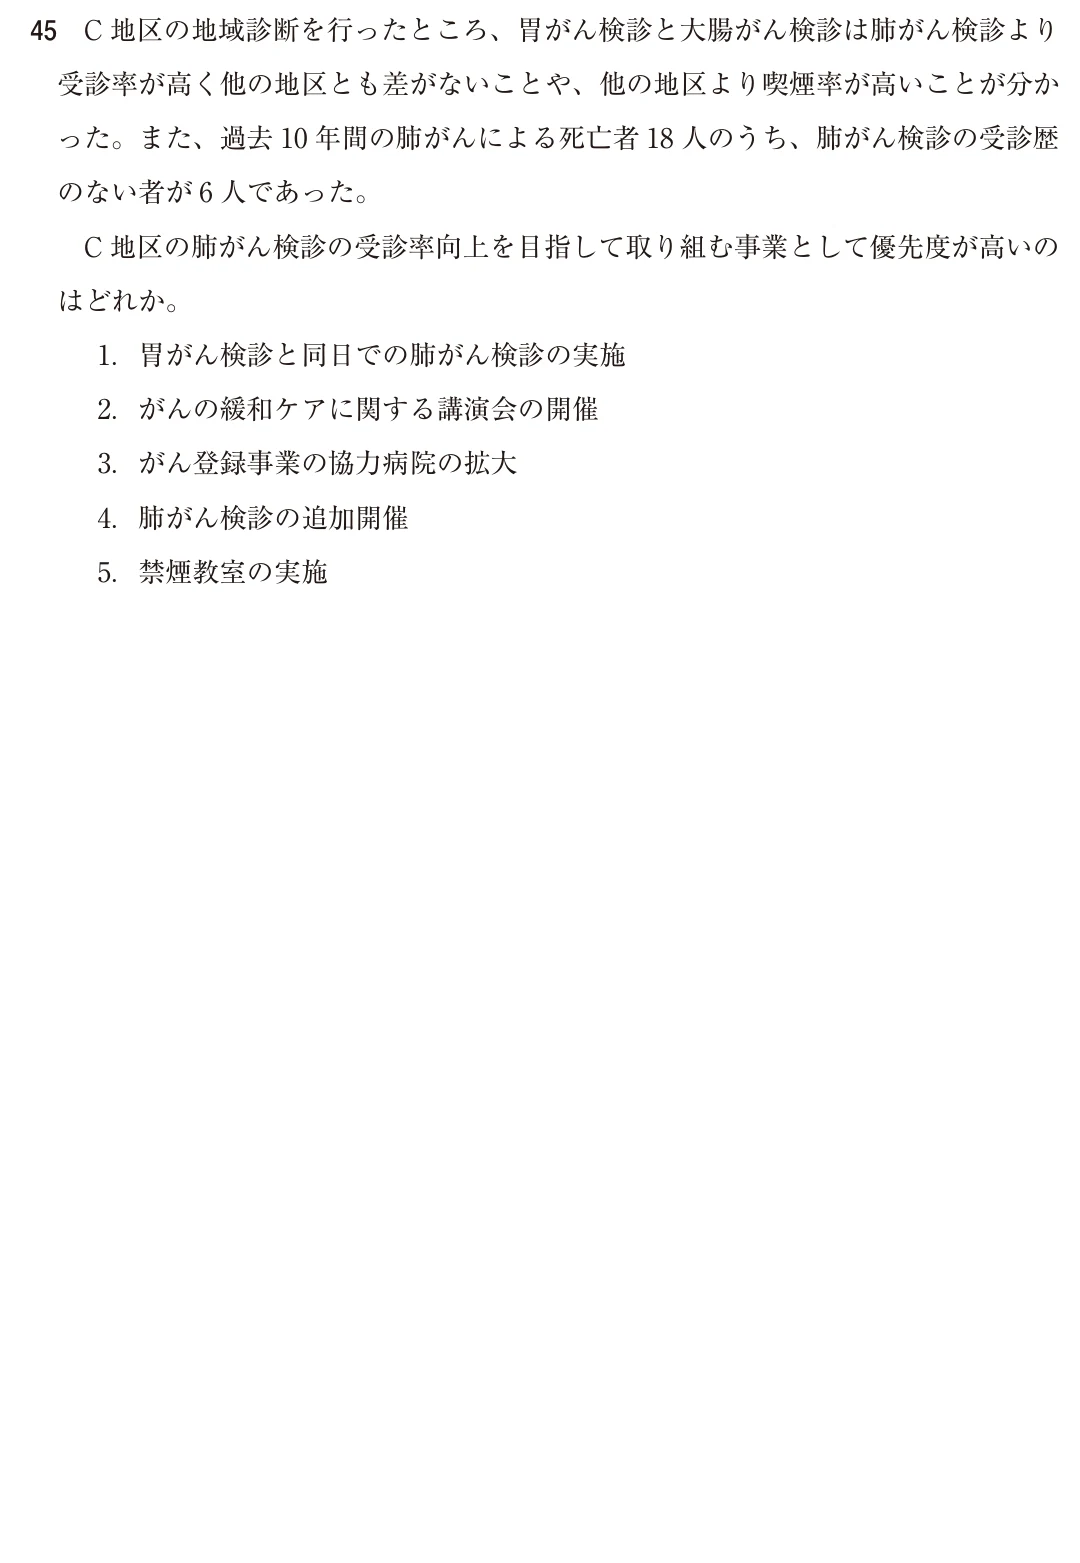 45 C 地区の地域診断を行ったところ、胃がん検診と大腸がん検診は肺がん検診より
受診率が高く他の地区とも差がないことや、他の地区より喫煙率が高いことが分か
った。また、過去 10 年間の肺がんによる死亡者 18 人のうち、肺がん検診の受診歴
のない者が 6 人であった。
C 地区の肺がん検診の受診率向上を目指して取り組む事業として優先度が高いの
はどれか。
1. 胃がん検診と同日での肺がん検診の実施
2. がんの緩和ケアに関する講演会の開催
3. がん登録事業の協力病院の拡大
4. 肺がん検診の追加開催
5. 禁煙教室の実施